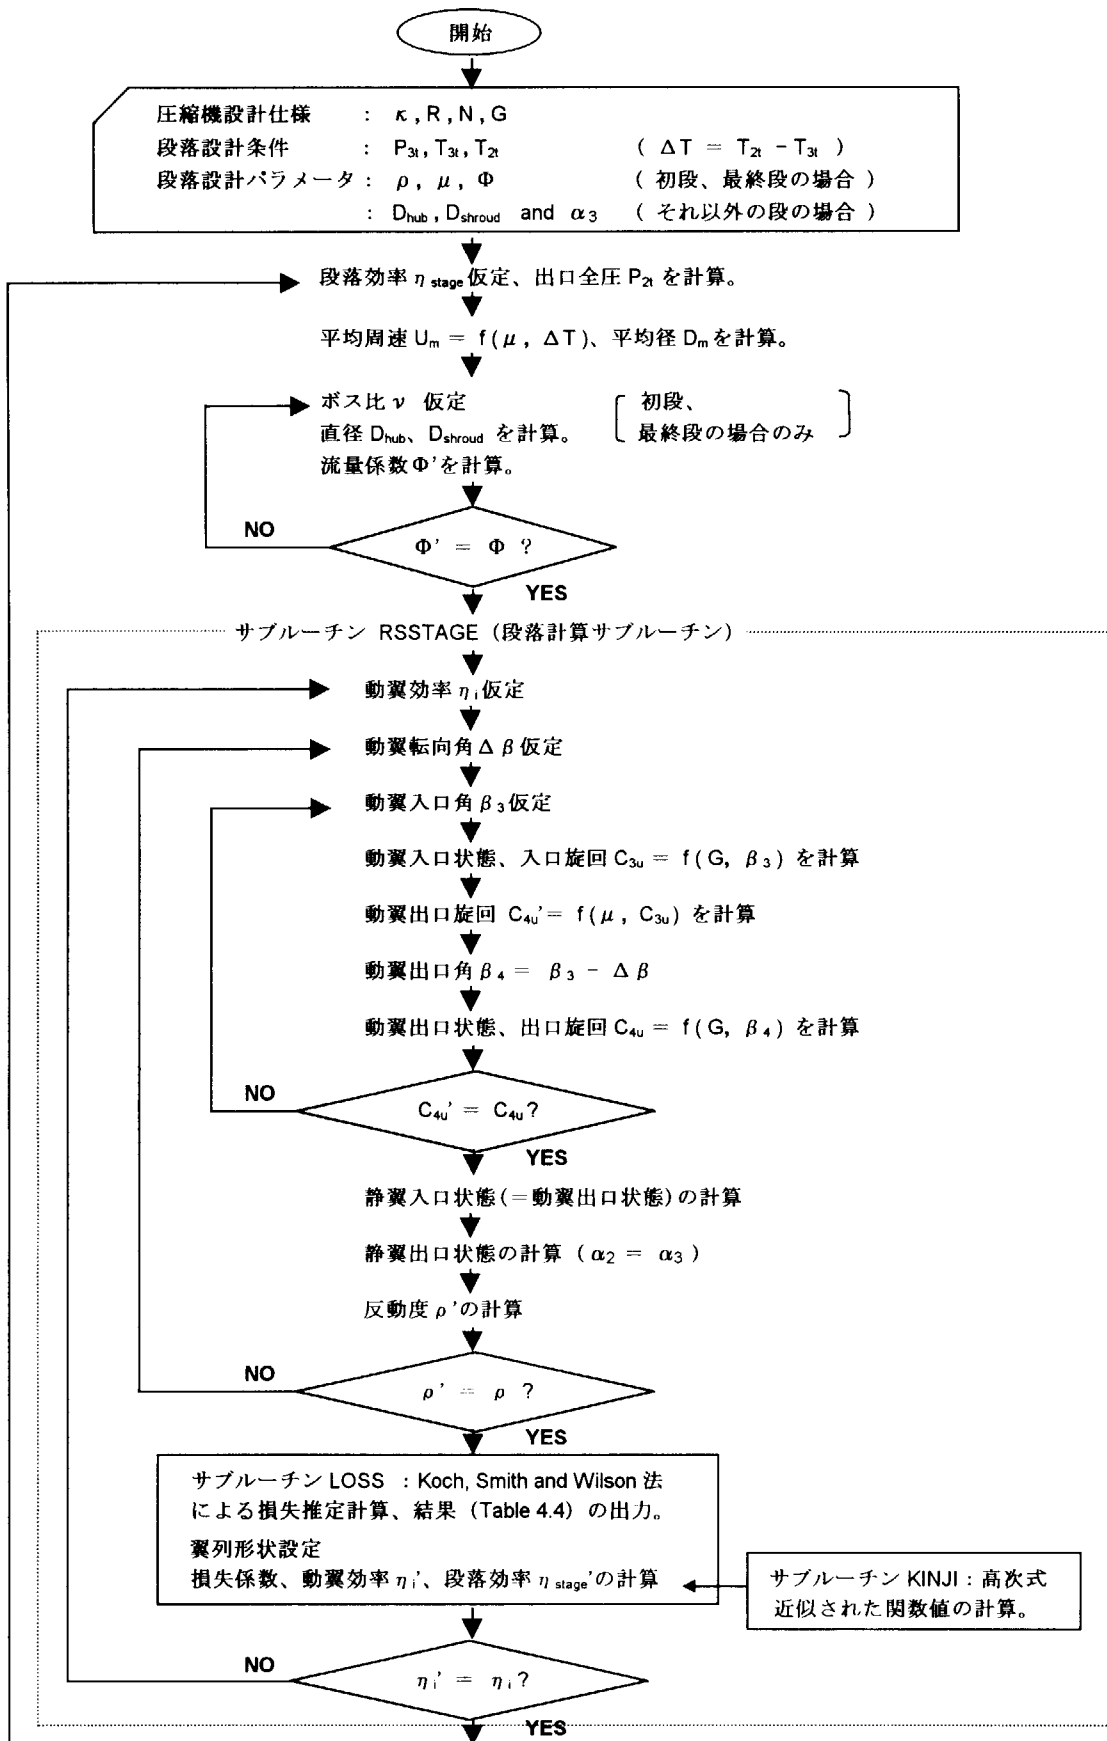 開始
圧縮機設計仕様 : κ , R , N , G
段落設計条件 : P3t , T3t , T2t ( ΔT = T2t - T3t )
段落設計パラメータ : ρ , μ , Φ ( 初段、最終段の場合 )
: Dhub , Dshroud and α3 ( それ以外の段の場合 )
段落効率 η stage 仮定、出口全圧 P2t を計算。
平均周速 Um = f ( μ , ΔT )、平均径 Dm を計算。
ボス比 ν 仮定 初段、
直径 Dhub、Dshroud を計算。 最終段の場合のみ
流量係数Φ'を計算。
NO
Φ' = Φ ?
YES
サブルーチン RSSTAGE (段落計算サブルーチン)
動翼効率 ηi 仮定
動翼転向角 Δβ 仮定
動翼入口角 β3 仮定
動翼入口状態、入口旋回 C3u = f ( G, β3 ) を計算
動翼出口旋回 C4u' = f ( μ , C3u ) を計算
動翼出口角 β4 = β3 - Δβ
動翼出口状態、出口旋回 C4u = f ( G, β4 ) を計算
NO
C4u' = C4u ?
YES
静翼入口状態(=動翼出口状態)の計算
静翼出口状態の計算 ( α2 = α3 )
反動度 ρ'の計算
NO
ρ' = ρ ?
YES
サブルーチン LOSS : Koch, Smith and Wilson 法
による損失推定計算、結果 (Table 4.4) の出力。
翼列形状設定
損失係数、動翼効率 ηi'、段落効率 η stage'の計算
サブルーチン KINJI : 高次式
近似された関数値の計算。
NO
ηi' = ηi ?
YES